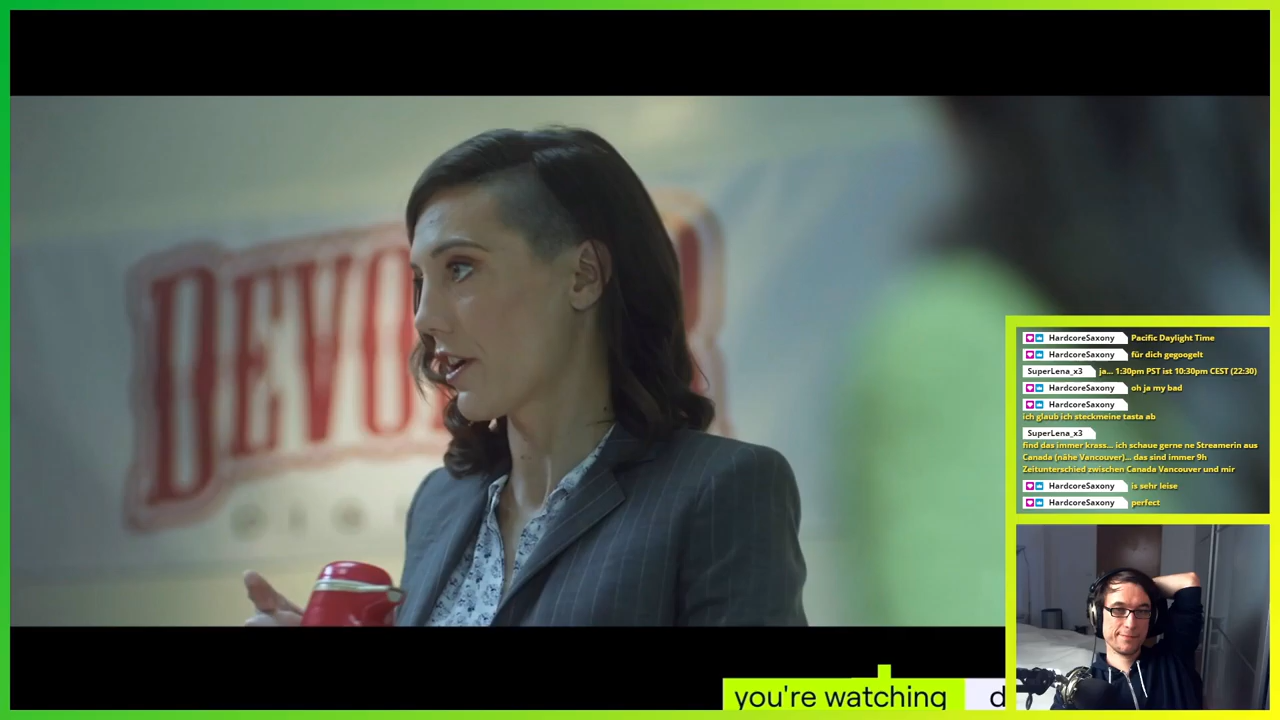 DEVO
HardcoreSaxony Pacific Daylight Time
HardcoreSaxony für dich gegoogelt
SuperLena_x3 ja... 1:30pm PST ist 10:30pm CEST (22:30)
HardcoreSaxony oh ja my bad
HardcoreSaxony
ich glaub ich steckmeine tasta ab
SuperLena_x3
find das immer krass... ich schaue gerne ne Streamerin aus
Canada (nähe Vancouver)... das sind immer 9h
Zeitunterschied zwischen Canada Vancouver und mir
HardcoreSaxony is sehr leise
HardcoreSaxony perfect
you're watching d